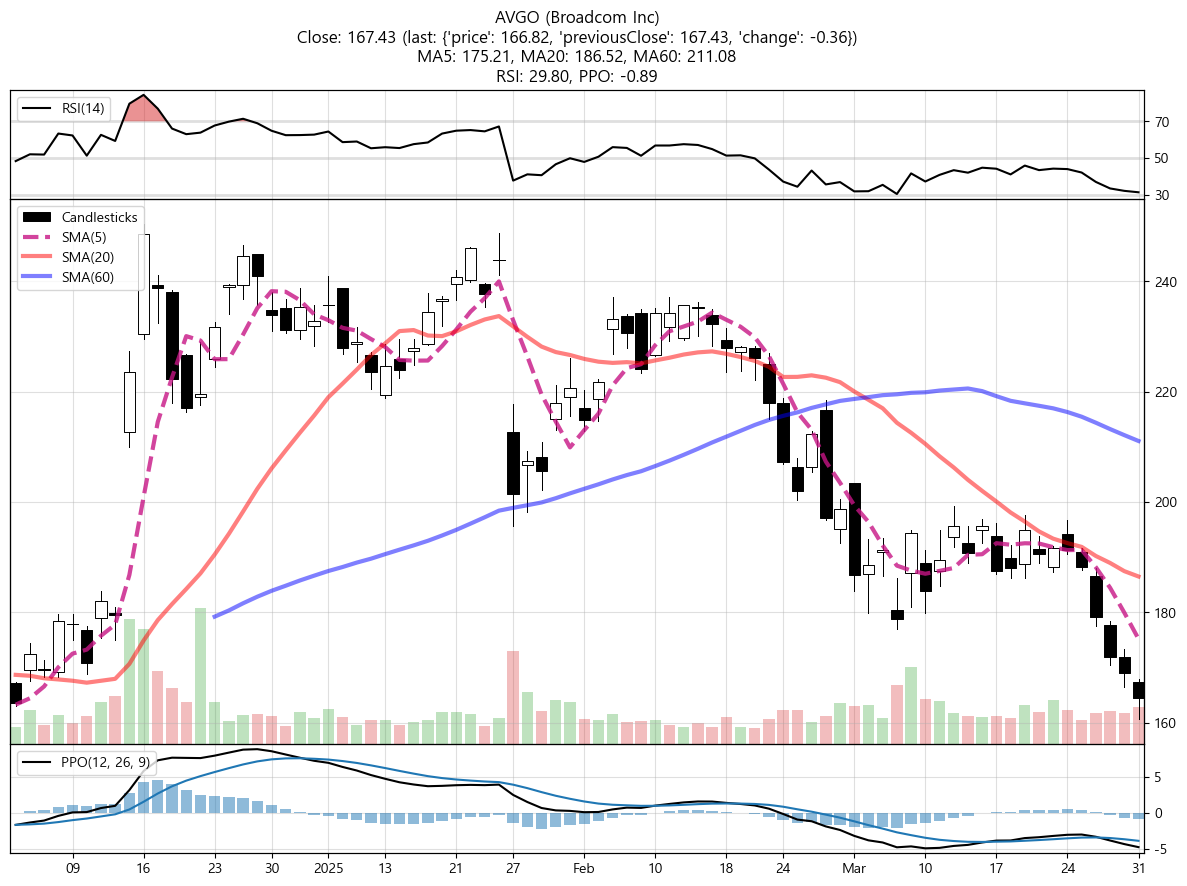 AVGO (Broadcom Inc)
Close: 167.43 (last: {'price': 166.82, 'previousClose': 167.43, 'change': -0.36})
MA5: 175.21, MA20: 186.52, MA60: 211.08
RSI: 29.80, PPO: -0.89
RSI(14)
70
50
30
Candlesticks
SMA(5)
SMA(20)
SMA(60)
240
220
200
180
160
PPO(12, 26, 9)
5
0
-5
09 16 23 30 2025 13 21 27 Feb 10 18 24 Mar 10 17 24 31